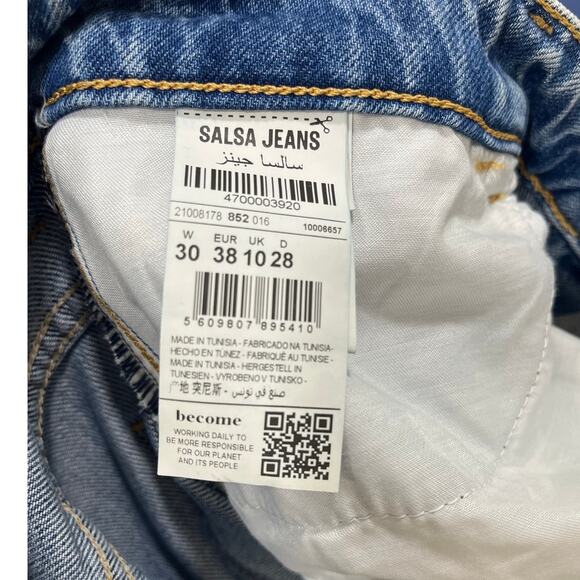 SALSA JEANS
سالسا جينز
4700003920
21008178 852 016 10006657
W EUR UK D
30 38 10 28
5 609807 895410
MADE IN TUNISIA - FABRICADO NA TUNISIA-
HECHO EN TUNEZ - FABRIQUÉ AU TUNISIE -
MADE IN TUNISIA - HERGESTELL IN
TUNESIEN - VYROBENO V TUNISKO -
地 突尼斯 - صنع في تونس
become
WORKING DAILY TO
BE MORE RESPONSIBLE
FOR OUR PLANET
AND ITS PEOPLE